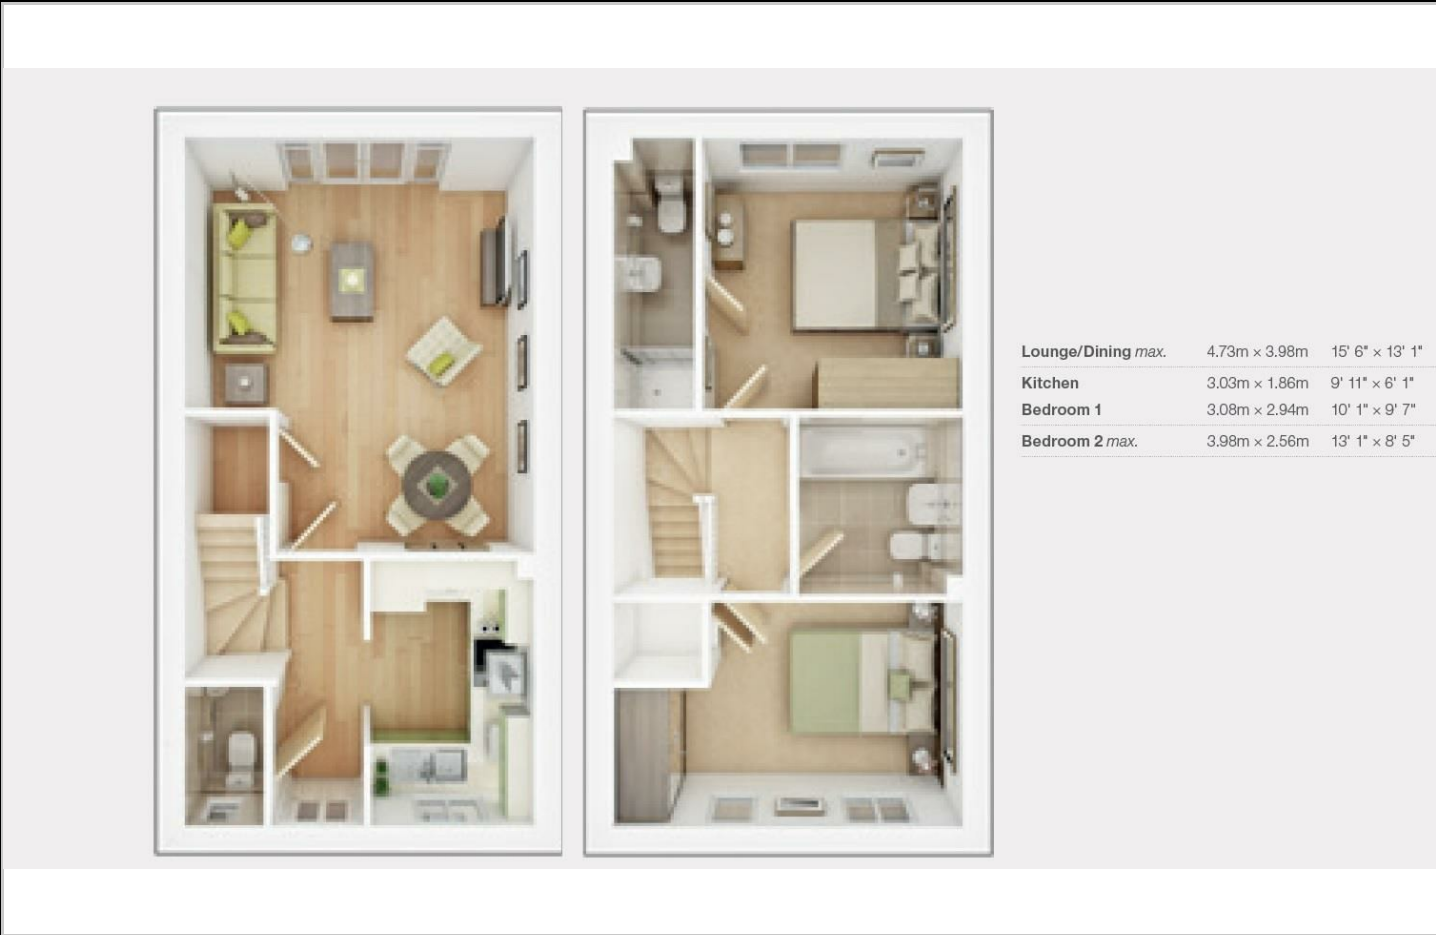 Lounge/Dining max. 4.73m × 3.98m 15' 6" × 13' 1"
Kitchen 3.03m × 1.86m 9' 11" × 6' 1"
Bedroom 1 3.08m × 2.94m 10' 1" × 9' 7"
Bedroom 2 max. 3.98m × 2.56m 13' 1" × 8' 5"